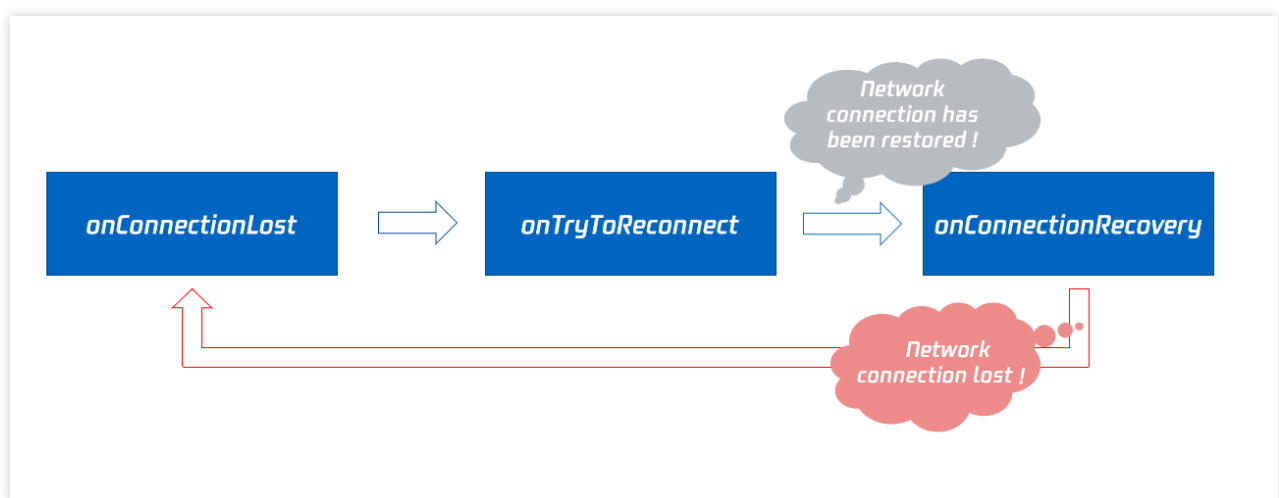 Network
connection has
been restored !
onConnectionLost
onTryToReconnect
onConnectionRecovery
Network
connection lost !